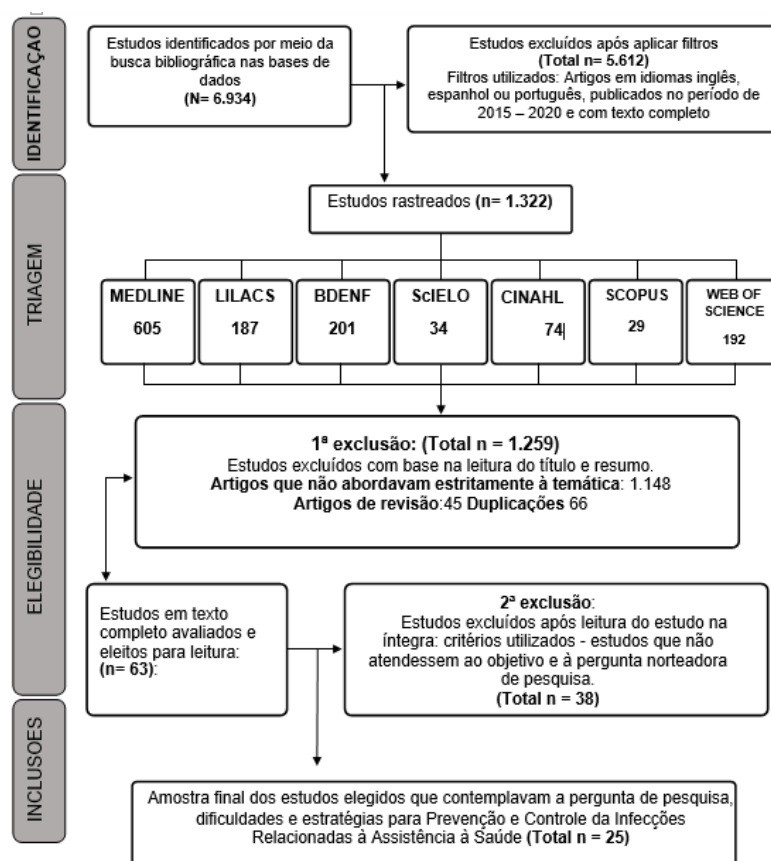 IDENTIFICAÇAO
Estudos identificados por meio da
busca bibliográfica nas bases de
dados
(N= 6.934)
Estudos excluídos após aplicar filtros
(Total n= 5.612)
Filtros utilizados: Artigos em idiomas inglês,
espanhol ou português, publicados no período de
2015 – 2020 e com texto completo
TRIAGEM
Estudos rastreados (n= 1.322)
MEDLINE
605
LILACS
187
BDENF
201
ScIELO
34
CINAHL
74
SCOPUS
29
WEB OF
SCIENCE
192
ELEGIBILIDADE
1ª exclusão: (Total n = 1.259)
Estudos excluídos com base na leitura do título e resumo.
Artigos que não abordavam estritamente à temática: 1.148
Artigos de revisão:45 Duplicações 66
Estudos em texto
completo avaliados e
eleitos para leitura:
(n= 63):
2ª exclusão:
Estudos excluídos após leitura do estudo na
íntegra: critérios utilizados - estudos que não
atendessem ao objetivo e à pergunta norteadora
de pesquisa.
(Total n = 38)
INCLUSOES
Amostra final dos estudos elegidos que contemplavam a pergunta de pesquisa,
dificuldades e estratégias para Prevenção e Controle da Infecções
Relacionadas à Assistência à Saúde (Total n = 25)